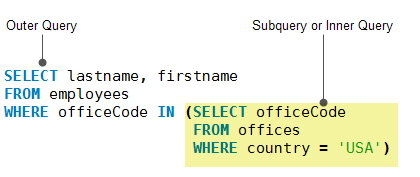 Outer Query
Subquery or Inner Query
SELECT lastname, firstname
FROM employees
WHERE officeCode IN (SELECT officeCode
FROM offices
WHERE country = 'USA')